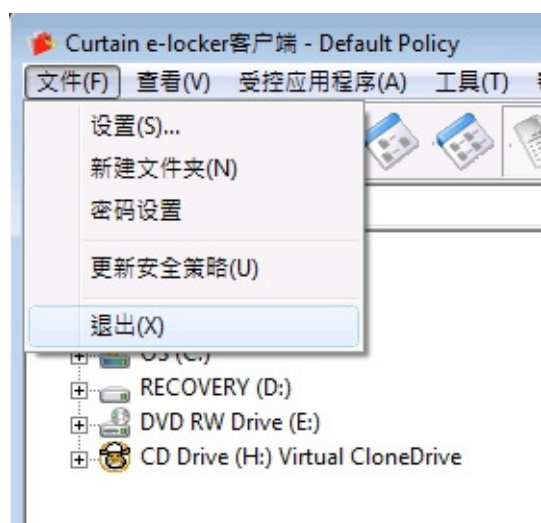 Curtain e-locker客户端 - Default Policy
文件(F) 查看(V) 受控应用程序(A) 工具(T)
设置(S)...
新建文件夹(N)
密码设置
更新安全策略(U)
退出(X)
OS (C:)
RECOVERY (D:)
DVD RW Drive (E:)
CD Drive (H:) Virtual CloneDrive